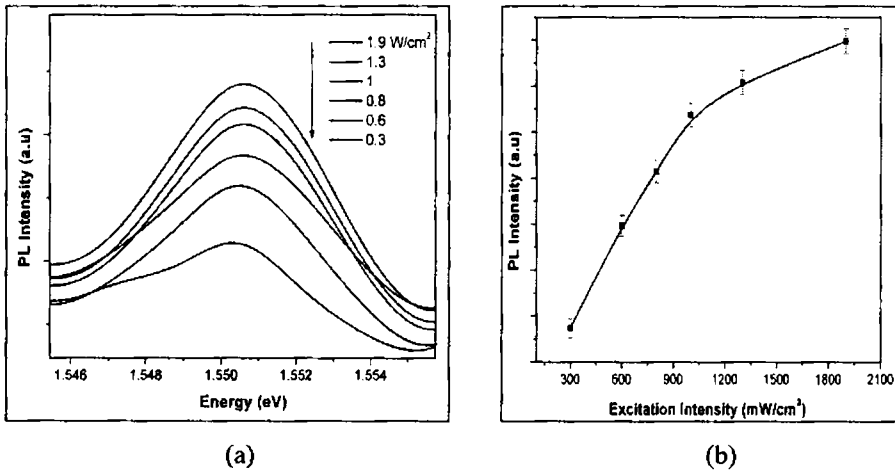 1.9 W/cm²
1.3
1
0.8
0.6
0.3
PL Intensity (a.u)
1.546 1.548 1.550 1.552 1.554
Energy (eV)
(a)
PL Intensity (a.u)
300 600 900 1200 1500 1800 2100
Excitation Intensity (mW/cm²)
(b)